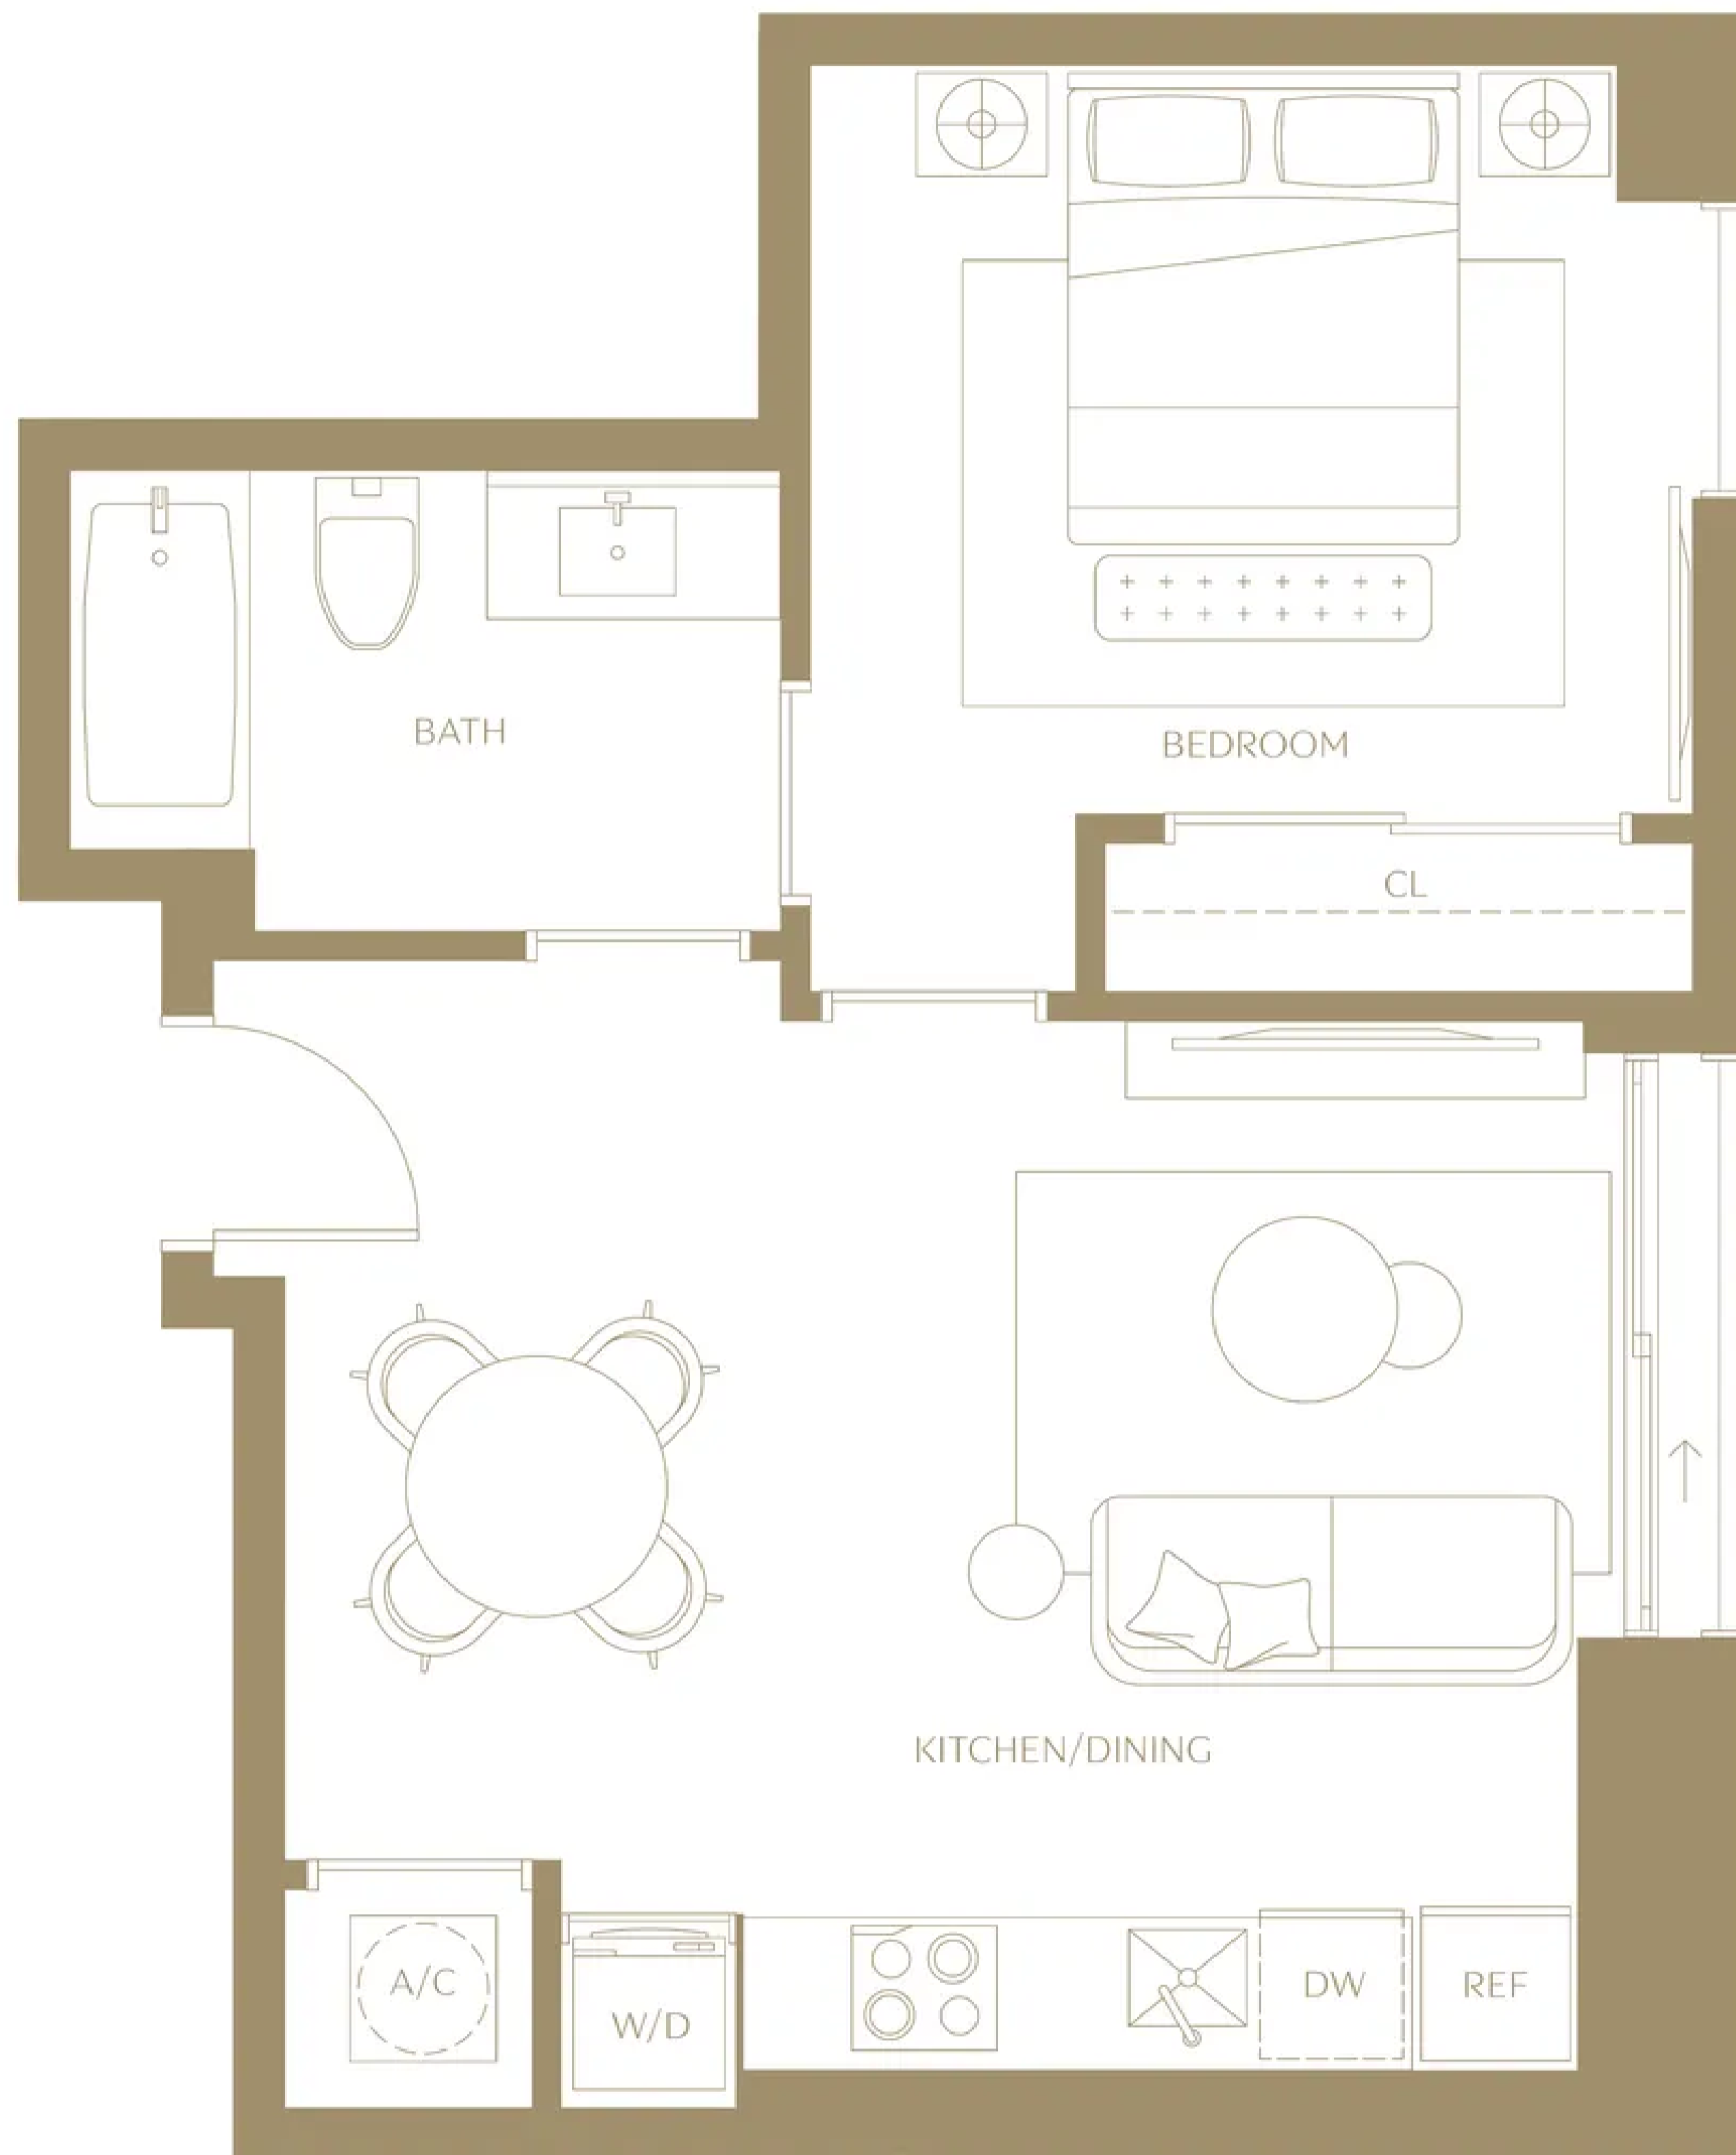 BATH
BEDROOM
CL
KITCHEN/DINING
A/C
W/D
DW
REF